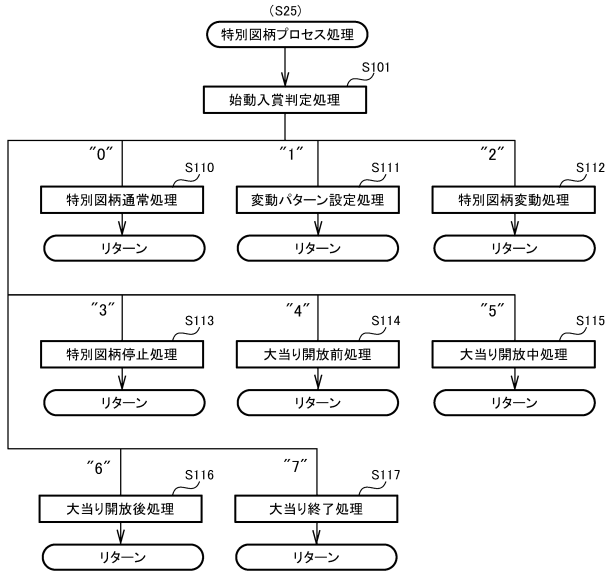 (S25)
特別図柄プロセス処理
S101
始動入賞判定処理
"0"
"1"
"2"
S110
S111
S112
特別図柄通常処理
変動パターン設定処理
特別図柄変動処理
リターン
リターン
リターン
"3"
"4"
"5"
S113
S114
S115
特別図柄停止処理
大当り開放前処理
大当り開放中処理
リターン
リターン
リターン
"6"
"7"
S116
S117
大当り開放後処理
大当り終了処理
リターン
リターン